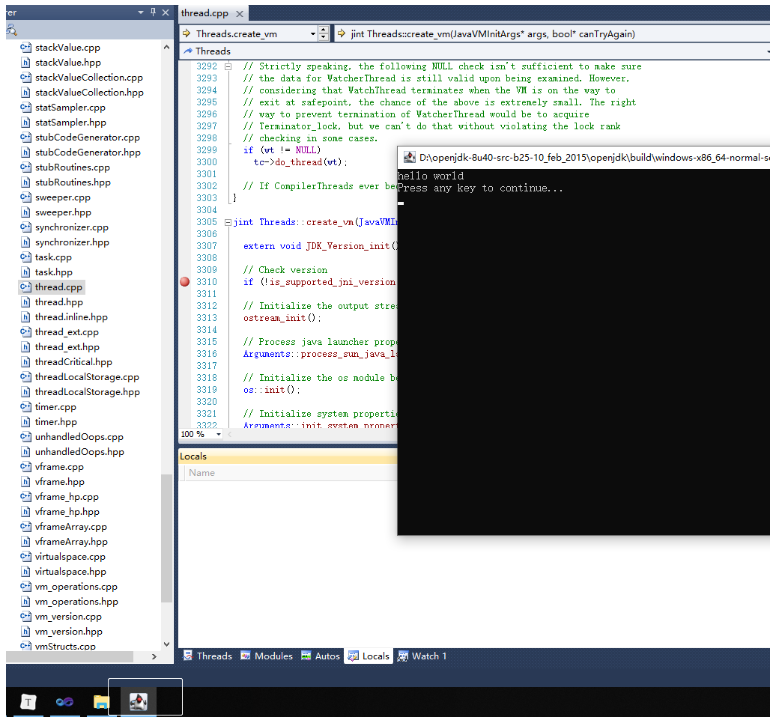 rer
thread.cpp
Threads.create_vm
jint Threads::create_vm(JavaVMInitArgs* args, bool* canTryAgain)
Threads
stackValue.cpp
stackValue.hpp
stackValueCollection.cpp
stackValueCollection.hpp
statSampler.cpp
statSampler.hpp
stubCodeGenerator.cpp
stubCodeGenerator.hpp
stubRoutines.cpp
stubRoutines.hpp
sweeper.cpp
sweeper.hpp
synchronizer.cpp
synchronizer.hpp
task.cpp
task.hpp
thread.cpp
thread.hpp
thread.inline.hpp
thread_ext.cpp
thread_ext.hpp
threadCritical.hpp
threadLocalStorage.cpp
threadLocalStorage.hpp
timer.cpp
timer.hpp
unhandledOops.cpp
unhandledOops.hpp
vframe.cpp
vframe.hpp
vframe_hp.cpp
vframe_hp.hpp
vframeArray.cpp
vframeArray.hpp
virtualspace.cpp
virtualspace.hpp
vm_operations.cpp
vm_operations.hpp
vm_version.cpp
vm_version.hpp
vmStructs.cpp
3292 // Strictly speaking, the following NULL check isn't sufficient to make sure
3293 // the data for WatcherThread is still valid upon being examined. However,
3294 // considering that WatchThread terminates when the VM is on the way to
3295 // exit at safepoint, the chance of the above is extremely small. The right
3296 // way to prevent termination of WatcherThread would be to acquire
3297 // Terminator_lock, but we can't do that without violating the lock rank
3298 // checking in some cases.
3299 if (wt != NULL)
3300 tc->do_thread(wt);
3301
3302 // If CompilerThreads ever be
3303 }
3304
3305 jint Threads::create_vm(JavaVMIn
3306
3307 extern void JDK_Version_init()
3308
3309 // Check version
3310 if (!is_supported_jni_version
3311
3312 // Initialize the output stre
3313 ostream_init();
3314
3315 // Process java launcher prope
3316 Arguments::process_sun_java_la
3317
3318 // Initialize the os module be
3319 os::init();
3320
3321 // Initialize system propertie
3322 Arguments::init_system_propert
100 %
D:\openjdk-8u40-src-b25-10_feb_2015\openjdk\build\windows-x86_64-normal-se
hello world
Press any key to continue...
Locals
Name
Threads Modules Autos Locals Watch 1
T